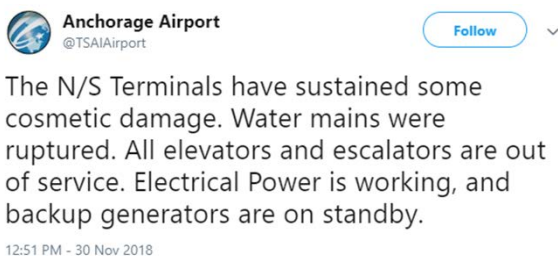 Anchorage Airport
@TSAIAirport
Follow
The N/S Terminals have sustained some
cosmetic damage. Water mains were
ruptured. All elevators and escalators are out
of service. Electrical Power is working, and
backup generators are on standby.
12:51 PM - 30 Nov 2018